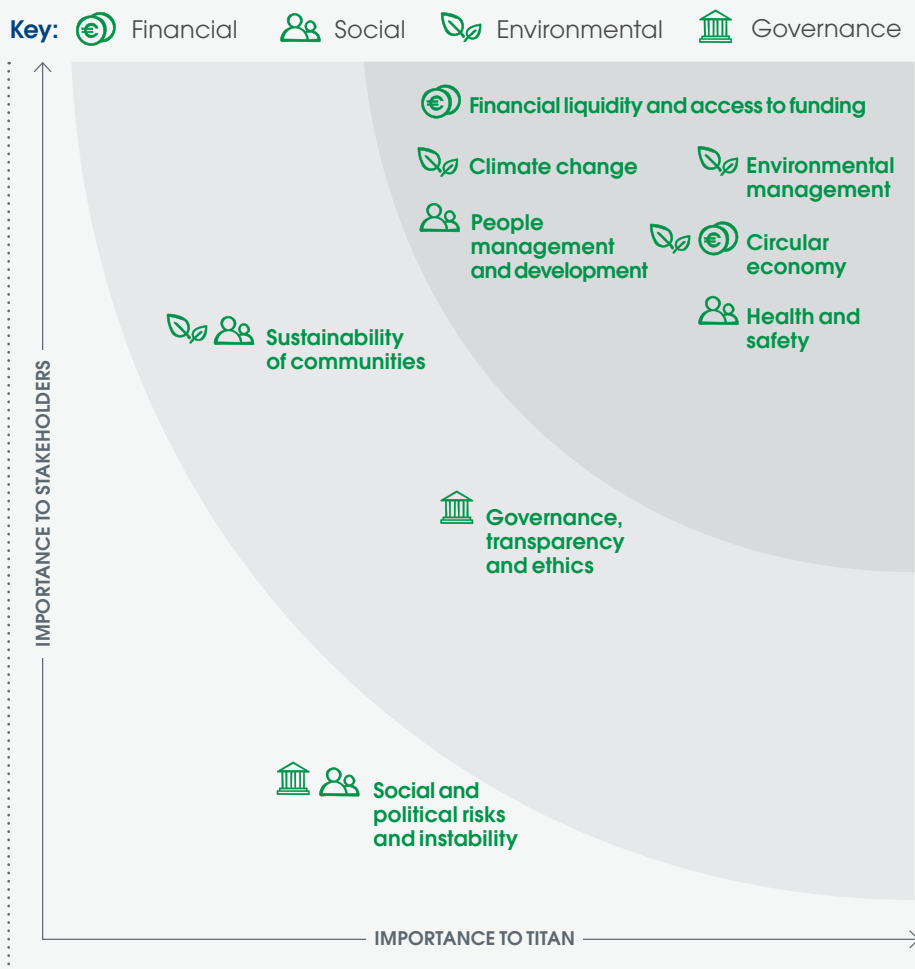 Key: Financial Social Environmental Governance
Financial liquidity and access to funding
Climate change
Environmental
management
People
management
and development
Circular
economy
Health and
safety
Sustainability
of communities
Governance,
transparency
and ethics
Social and
political risks
and instability
IMPORTANCE TO STAKEHOLDERS
IMPORTANCE TO TITAN